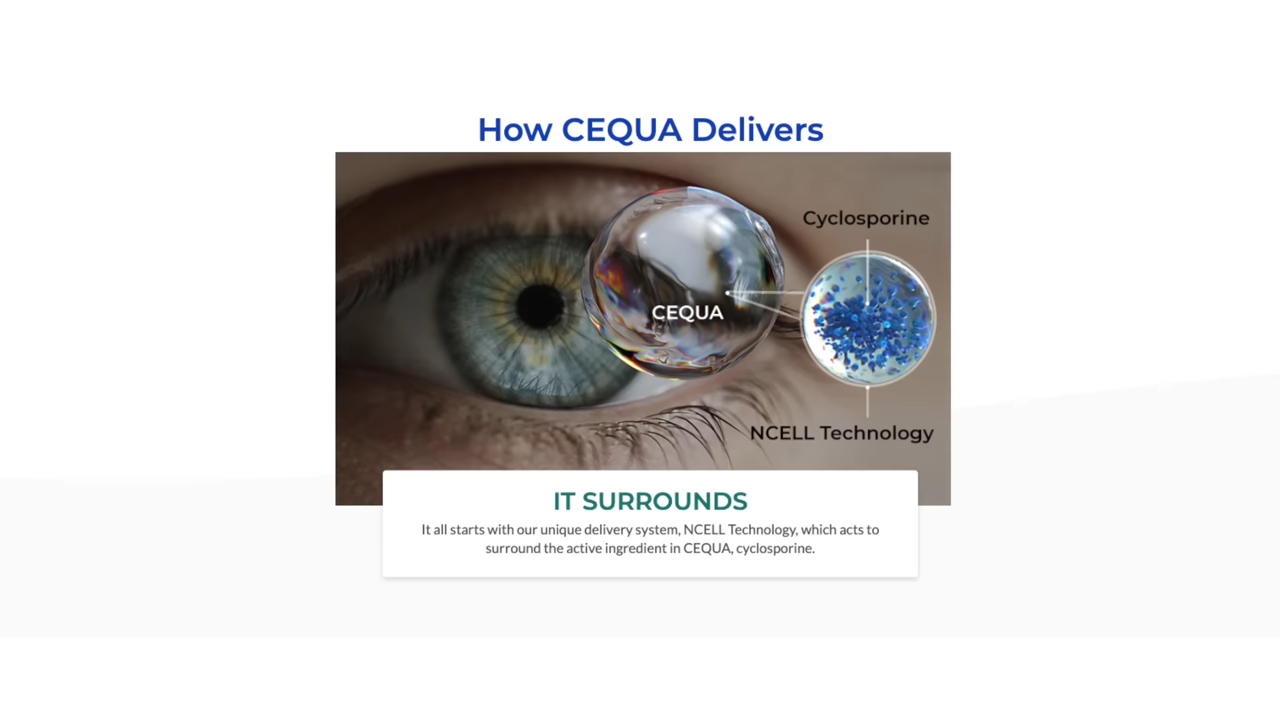 How CEQUA Delivers
Cyclosporine
CEQUA
NCELL Technology
IT SURROUNDS
It all starts with our unique delivery system, NCELL Technology, which acts to
surround the active ingredient in CEQUA, cyclosporine.